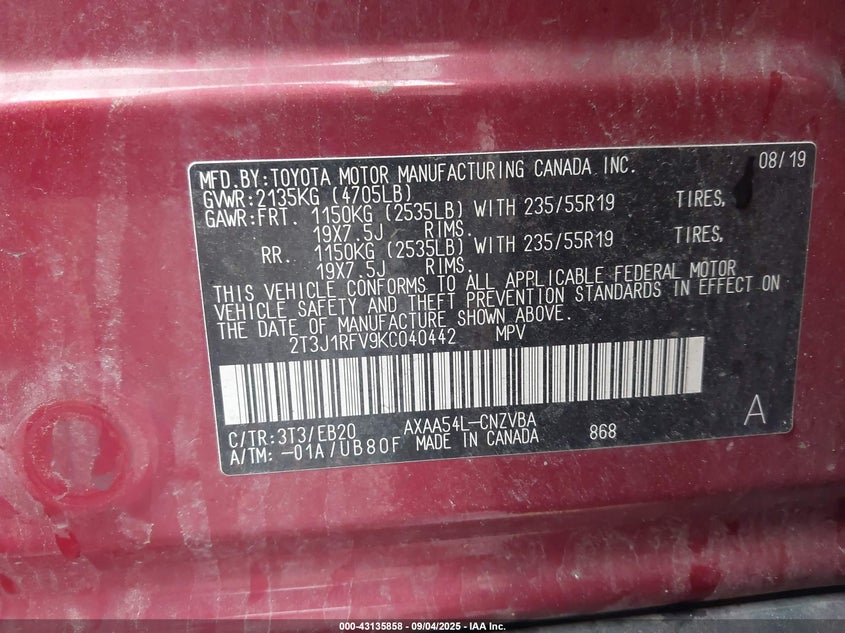 MFD.BY:TOYOTA MOTOR MANUFACTURING CANADA INC. 08/19
GVWR:2135KG (4705LB)
GAWR:FRT. 1150KG (2535LB) WITH 235/55R19 TIRES,
19X7.5J RIMS.
RR. 1150KG (2535LB) WITH 235/55R19 TIRES,
19X7.5J RIMS.
THIS VEHICLE CONFORMS TO ALL APPLICABLE FEDERAL MOTOR
VEHICLE SAFETY AND THEFT PREVENTION STANDARDS IN EFFECT ON
THE DATE OF MANUFACTURE SHOWN ABOVE.
2T3J1RFV9KC040442 MPV
C/TR:3T3/EB20 AXAA54L-CNZVBA A
A/TM:-01A/UB80F MADE IN CANADA 868
000-43135858 - 09/04/2025 - IAA Inc.